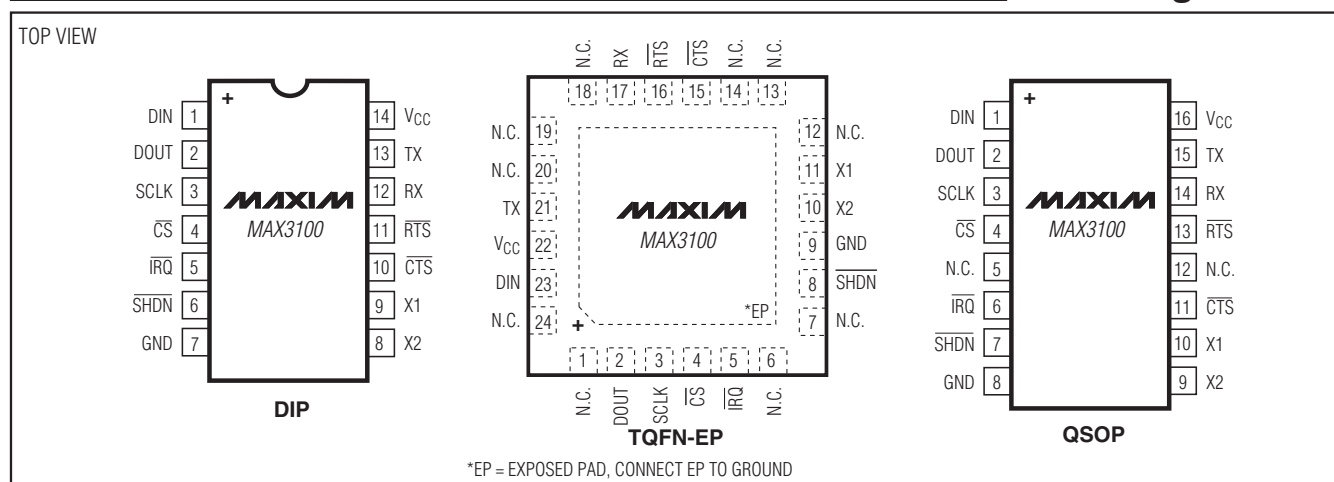 TOP VIEW
DIN 1
DOUT 2
SCLK 3
CS 4
IRQ 5
SHDN 6
GND 7
+
MAXIM
MAX3100
14 VCC
13 TX
12 RX
11 RTS
10 CTS
9 X1
8 X2
DIP
N.C. RX RTS CTS N.C. N.C.
18 17 16 15 14 13
N.C. 19
N.C. 20
TX 21
VCC 22
DIN 23
N.C. 24
MAXIM
MAX3100
*EP
+
12 N.C.
11 X1
10 X2
9 GND
8 SHDN
7 N.C.
1 2 3 4 5 6
N.C. DOUT SCLK CS IRQ N.C.
TQFN-EP
DIN 1
DOUT 2
SCLK 3
CS 4
N.C. 5
IRQ 6
SHDN 7
GND 8
+
MAXIM
MAX3100
16 VCC
15 TX
14 RX
13 RTS
12 N.C.
11 CTS
10 X1
9 X2
QSOP
*EP = EXPOSED PAD, CONNECT EP TO GROUND